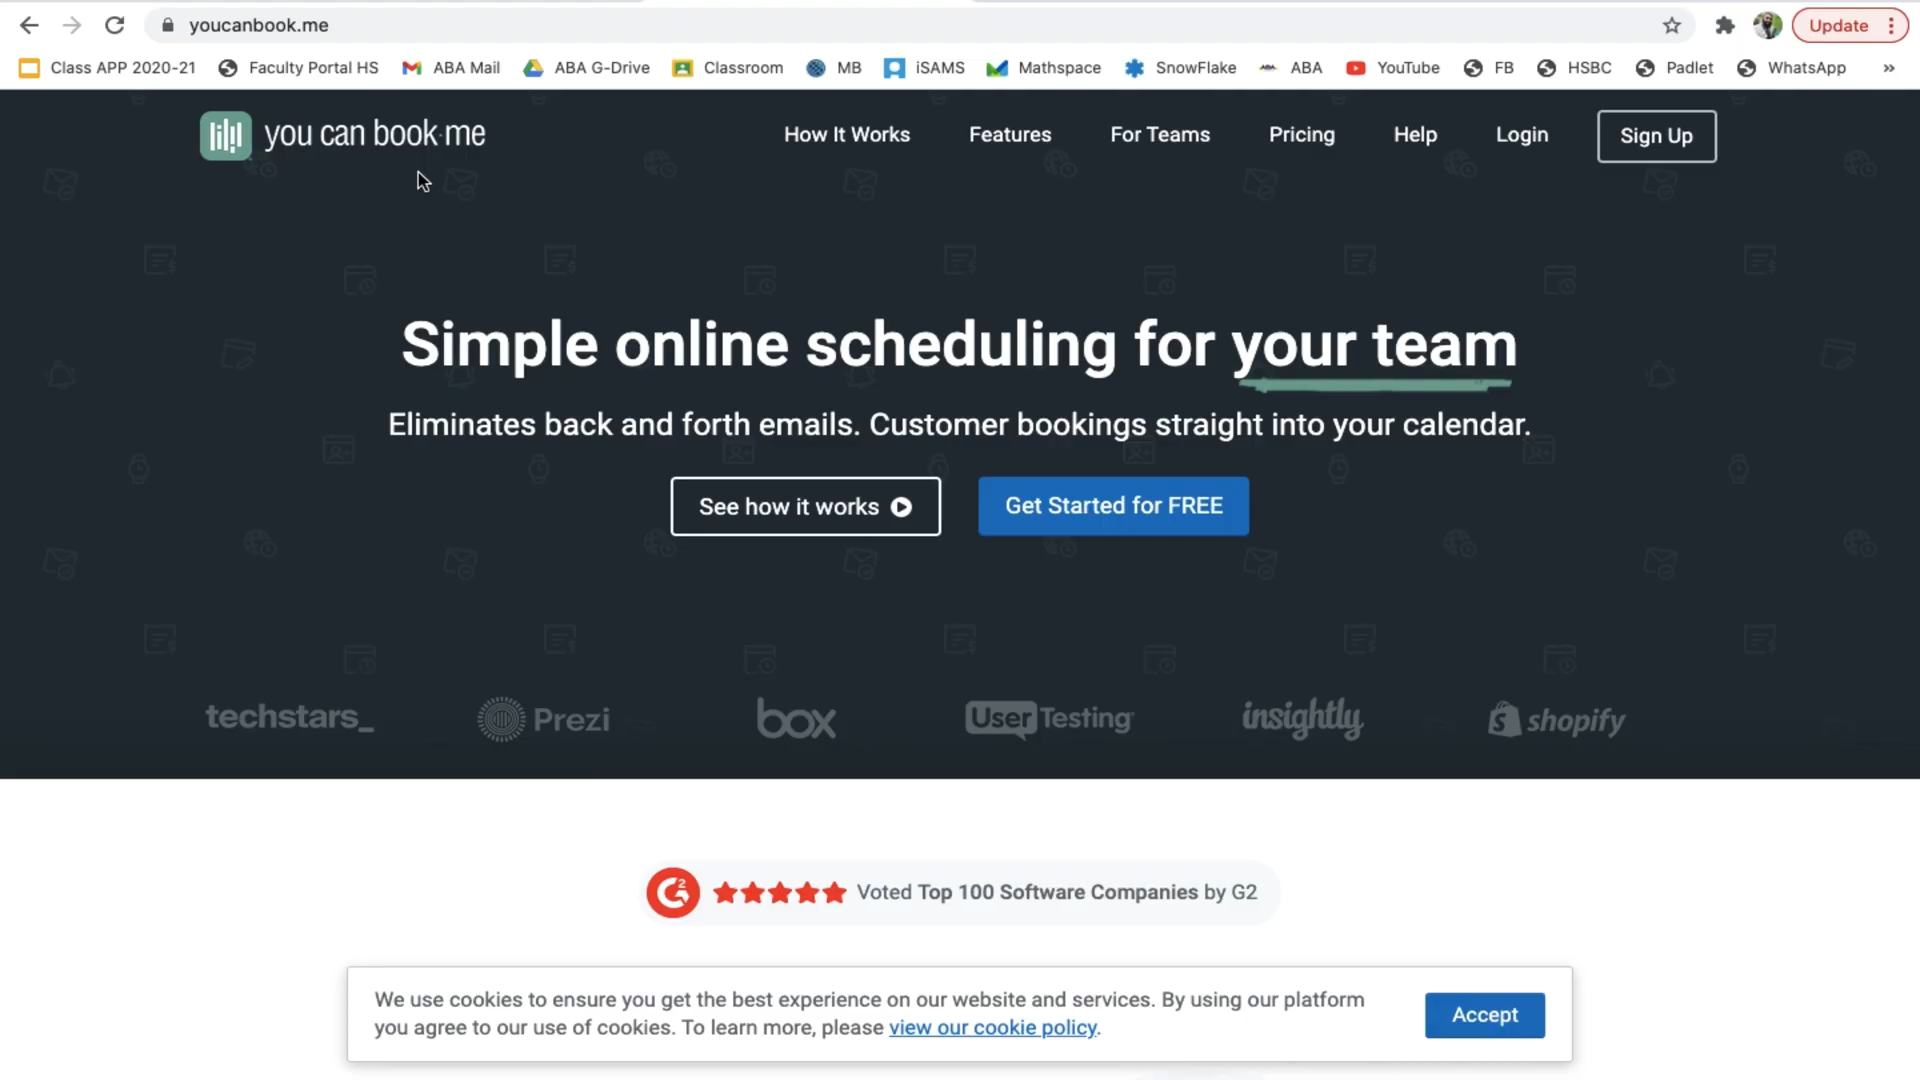 youcanbook.me
Update
Class APP 2020-21 Faculty Portal HS ABA Mail ABA G-Drive Classroom MB iSAMS Mathspace SnowFlake ABA YouTube FB HSBC Padlet WhatsApp »
you can book me
How It Works Features For Teams Pricing Help Login Sign Up
Simple online scheduling for your team
Eliminates back and forth emails. Customer bookings straight into your calendar.
See how it works Get Started for FREE
techstars_ Prezi box UserTesting insightly shopify
G2 Voted Top 100 Software Companies by G2
We use cookies to ensure you get the best experience on our website and services. By using our platform
you agree to our use of cookies. To learn more, please view our cookie policy.
Accept